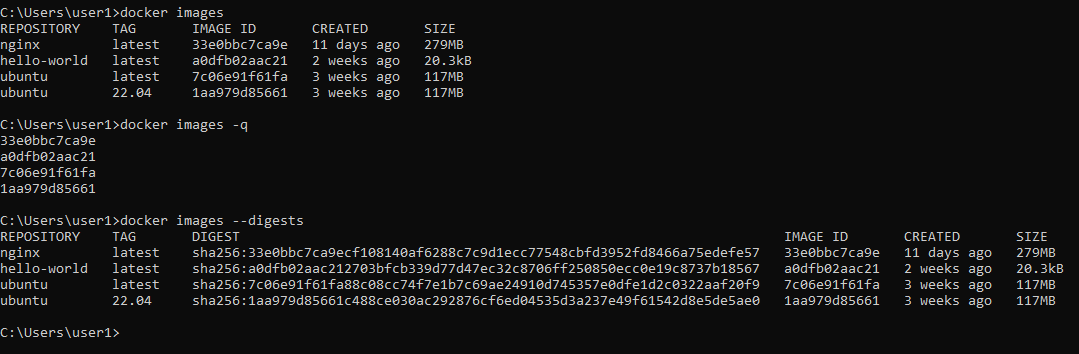 C:\Users\user1>docker images
REPOSITORY    TAG       IMAGE ID       CREATED       SIZE
nginx         latest    33e0bbc7ca9e   11 days ago   279MB
hello-world   latest    a0dfb02aac21   2 weeks ago   20.3kB
ubuntu        latest    7c06e91f61fa   3 weeks ago   117MB
ubuntu        22.04     1aa979d85661   3 weeks ago   117MB
C:\Users\user1>docker images -q
33e0bbc7ca9e
a0dfb02aac21
7c06e91f61fa
1aa979d85661
C:\Users\user1>docker images --digests
REPOSITORY    TAG       DIGEST                                                                    IMAGE ID       CREATED       SIZE
nginx         latest    sha256:33e0bbc7ca9ecf108140af6288c7c9d1ecc77548cbfd3952fd8466a75edefe57   33e0bbc7ca9e   11 days ago   279MB
hello-world   latest    sha256:a0dfb02aac212703bfcb339d77d47ec32c8706ff250850ecc0e19c8737b18567   a0dfb02aac21   2 weeks ago   20.3kB
ubuntu        latest    sha256:7c06e91f61fa88c08cc74f7e1b7c69ae24910d745357e0dfe1d2c0322aaf20f9   7c06e91f61fa   3 weeks ago   117MB
ubuntu        22.04     sha256:1aa979d85661c488ce030ac292876cf6ed04535d3a237e49f61542d8e5de5ae0   1aa979d85661   3 weeks ago   117MB
C:\Users\user1>